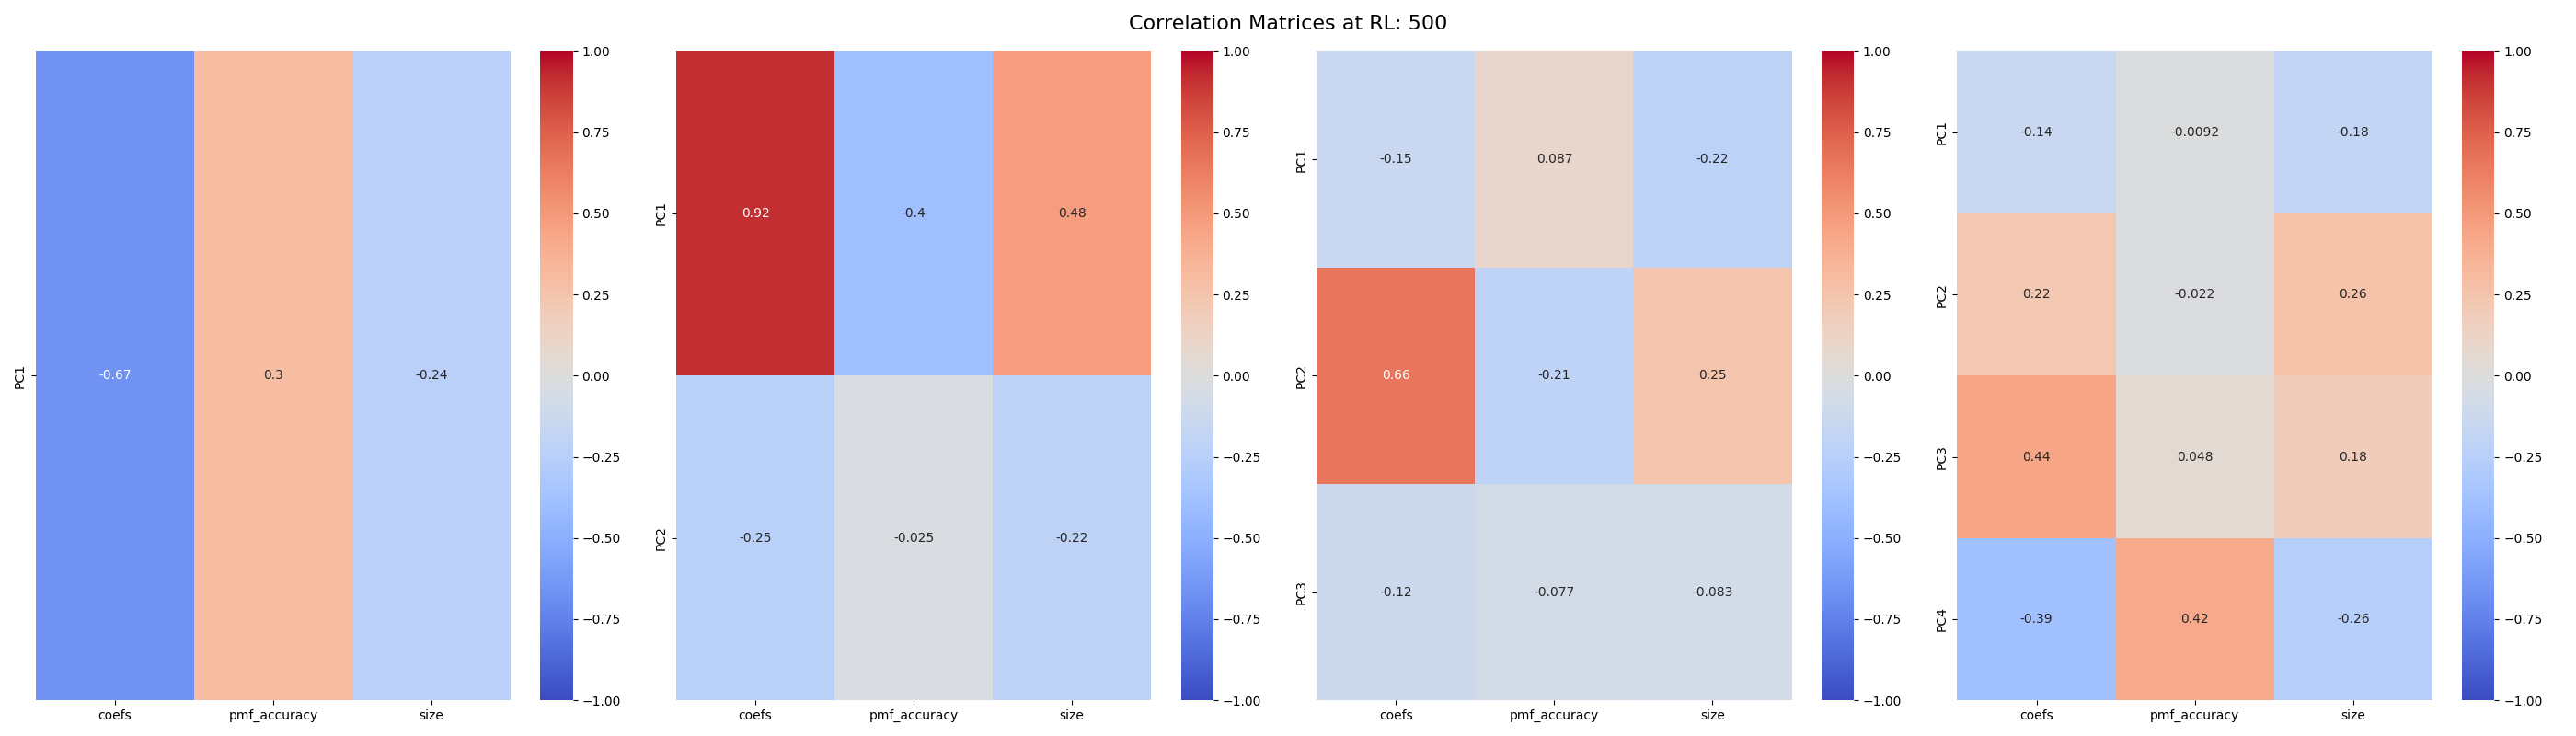 Correlation Matrices at RL: 500
PC1
-0.67 0.3 -0.24
coefs pmf_accuracy size
1.00
0.75
0.50
0.25
0.00
−0.25
−0.50
−0.75
−1.00
PC1
0.92 -0.4 0.48
PC2
-0.25 -0.025 -0.22
coefs pmf_accuracy size
1.00
0.75
0.50
0.25
0.00
−0.25
−0.50
−0.75
−1.00
PC1
-0.15 0.087 -0.22
PC2
0.66 -0.21 0.25
PC3
-0.12 -0.077 -0.083
coefs pmf_accuracy size
1.00
0.75
0.50
0.25
0.00
−0.25
−0.50
−0.75
−1.00
PC1
-0.14 -0.0092 -0.18
PC2
0.22 -0.022 0.26
PC3
0.44 0.048 0.18
PC4
-0.39 0.42 -0.26
coefs pmf_accuracy size
1.00
0.75
0.50
0.25
0.00
−0.25
−0.50
−0.75
−1.00